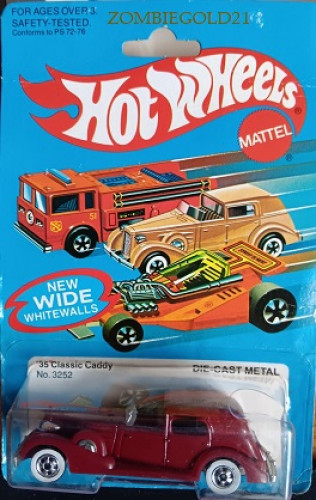 ZOMBIEGOLD21
FOR AGES OVER 3.
SAFETY-TESTED.
Conforms to PS 72-76
HOT WHEELS
MATTEL
51
NEW
WIDE
WHITEWALLS
'35 Classic Caddy
No. 3252
DIE-CAST METAL